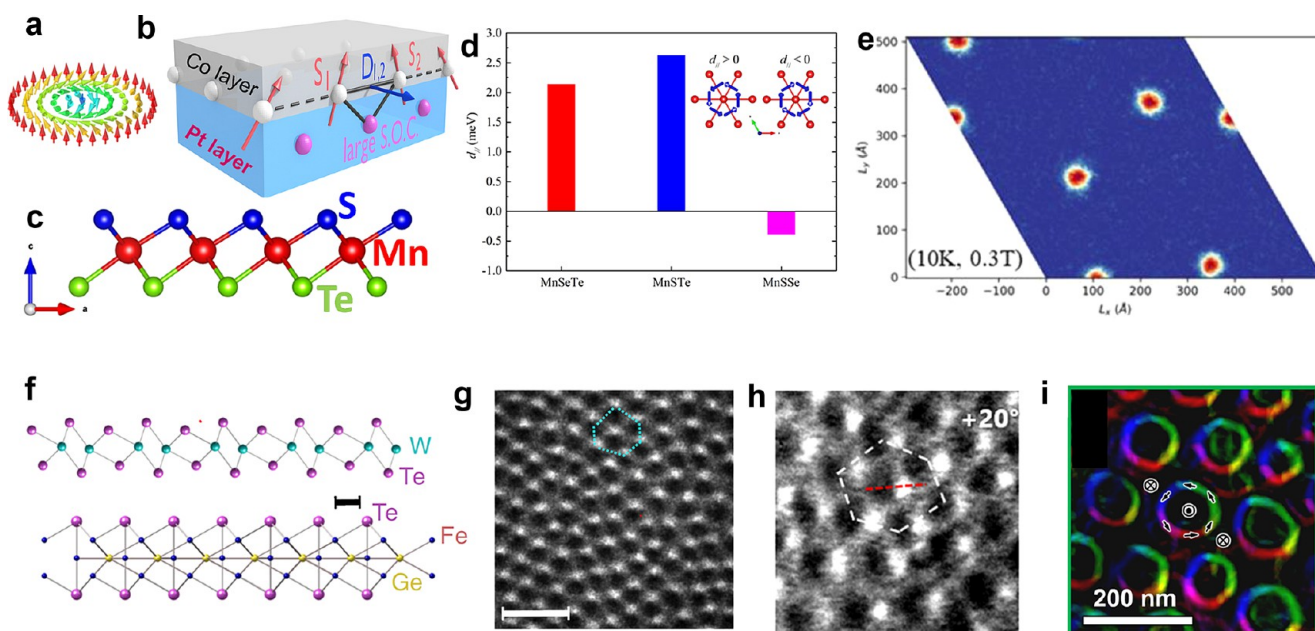 a
b
Co layer
S1
D1,2
S2
Pt layer
large S.O.C.
c
S
Mn
Te
c
a
d
d// (meV)
3.0
2.5
2.0
1.5
1.0
0.5
0.0
-0.5
-1.0
d// > 0
d// < 0
MnSeTe
MnSTe
MnSSe
e
Ly (Å)
500
400
300
200
100
0
(10K, 0.3T)
−200
−100
0
100
200
300
400
500
Lx (Å)
f
W
Te
Te
Fe
Ge
g
h
+20°
i
200 nm